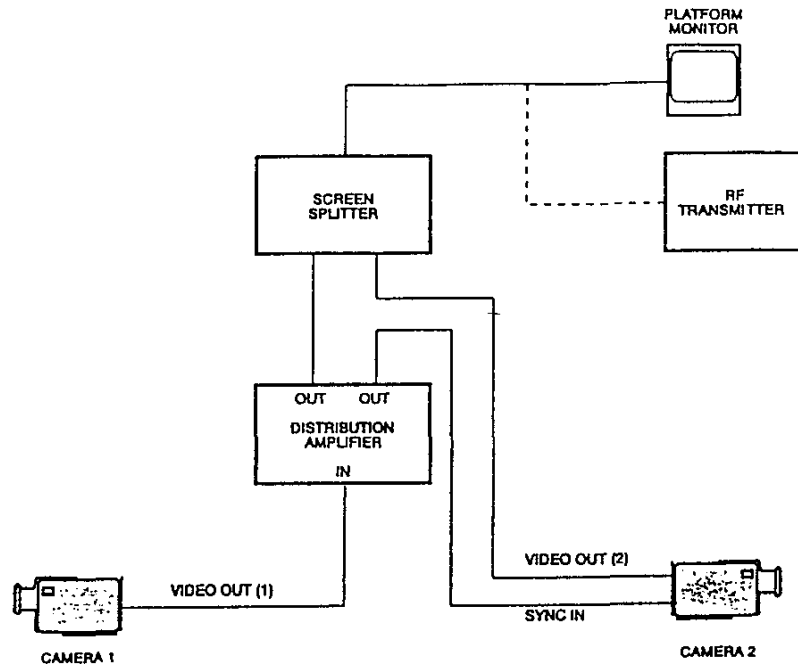 PLATFORM
MONITOR
SCREEN
SPLITTER
RF
TRANSMITTER
OUT OUT
DISTRIBUTION
AMPLIFIER
IN
VIDEO OUT (1)
VIDEO OUT (2)
SYNC IN
CAMERA 1
CAMERA 2